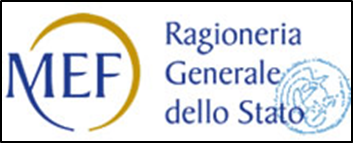 MEF
Ragioneria
Generale
dello Stato